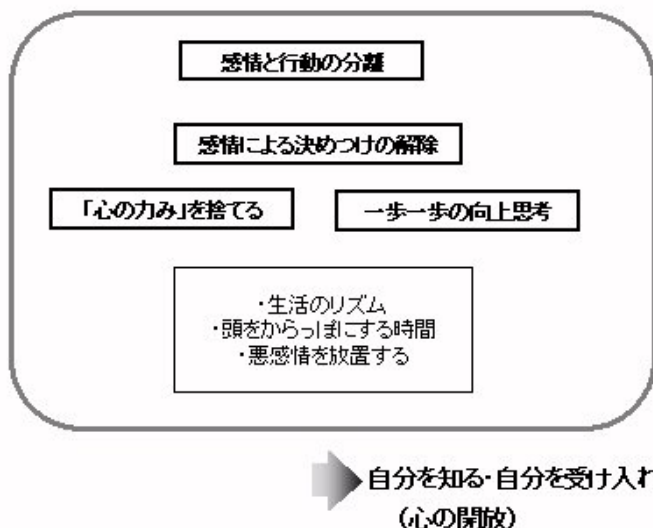 感情と行動の分離
感情による決めつけの解除
「心の力み」を捨てる
一歩一歩の向上思考
・生活のリズム
・頭をからっぽにする時間
・悪感情を放置する
自分を知る・自分を受け入れ
(心の開放)